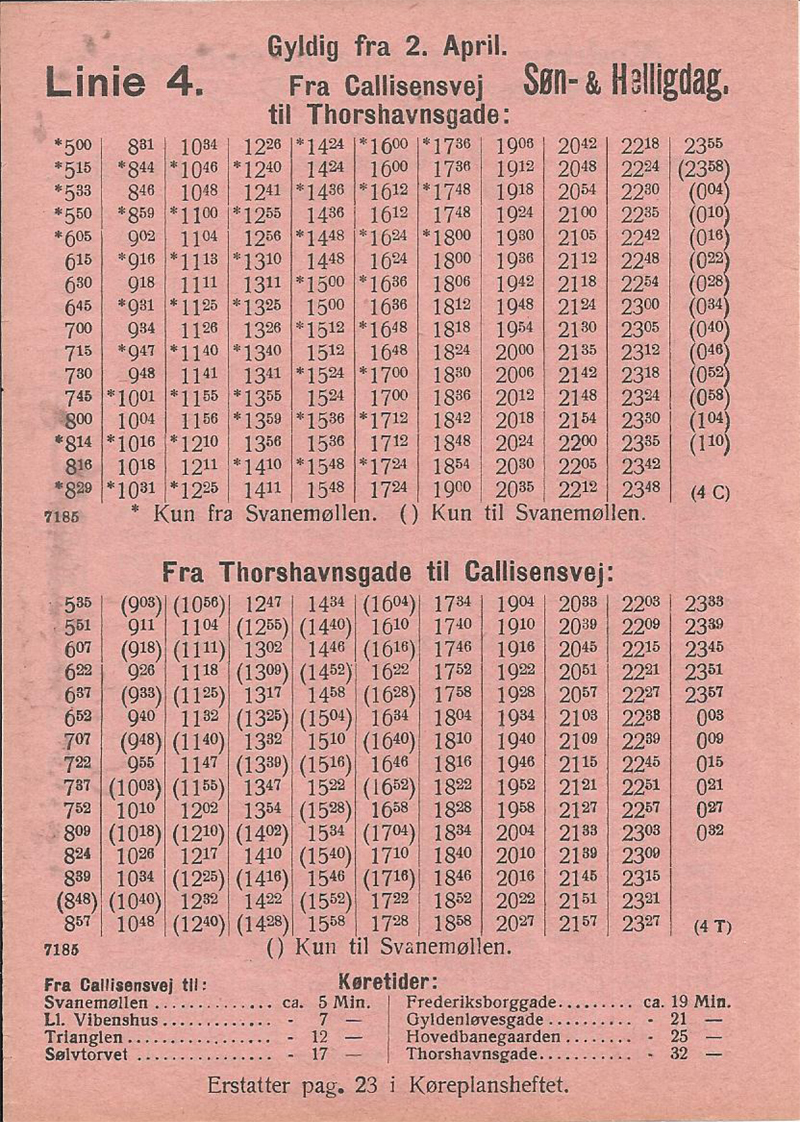 Gyldig fra 2. April.
Linie 4. Fra Callisensvej Søn- & Helligdag.
til Thorshavnsgade:
*5⁰⁰ 8³¹ 10³⁴ 12²⁶ *14²⁴ *16⁰⁰ *17³⁶ 19⁰⁶ 20⁴² 22¹⁸ 23⁵⁵
*5¹⁵ *8⁴⁴ *10⁴⁶ *12⁴⁰ 14²⁴ 16⁰⁰ 17³⁶ 19¹² 20⁴⁸ 22²⁴ (23⁵⁸)
*5³³ 8⁴⁶ 10⁴⁸ 12⁴¹ *14³⁶ *16¹² *17⁴⁸ 19¹⁸ 20⁵⁴ 22³⁰ (0⁰⁴)
*5⁵⁰ *8⁵⁹ *11⁰⁰ *12⁵⁵ 14³⁶ 16¹² 17⁴⁸ 19²⁴ 21⁰⁰ 22³⁵ (0¹⁰)
*6⁰⁵ 9⁰² 11⁰⁴ 12⁵⁶ *14⁴⁸ *16²⁴ *18⁰⁰ 19³⁰ 21⁰⁵ 22⁴² (0¹⁶)
6¹⁵ *9¹⁶ *11¹³ *13¹⁰ 14⁴⁸ 16²⁴ 18⁰⁰ 19³⁶ 21¹² 22⁴⁸ (0²²)
6³⁰ 9¹⁸ 11¹¹ 13¹¹ *15⁰⁰ *16³⁶ 18⁰⁶ 19⁴² 21¹⁸ 22⁵⁴ (0²⁸)
6⁴⁵ *9³¹ *11²⁵ *13²⁵ 15⁰⁰ 16³⁶ 18¹² 19⁴⁸ 21²⁴ 23⁰⁰ (0³⁴)
7⁰⁰ 9³⁴ 11²⁶ 13²⁶ *15¹² *16⁴⁸ 18¹⁸ 19⁵⁴ 21³⁰ 23⁰⁵ (0⁴⁰)
7¹⁵ *9⁴⁷ *11⁴⁰ *13⁴⁰ 15¹² 16⁴⁸ 18²⁴ 20⁰⁰ 21³⁵ 23¹² (0⁴⁶)
7³⁰ 9⁴⁸ 11⁴¹ 13⁴¹ *15²⁴ *17⁰⁰ 18³⁰ 20⁰⁶ 21⁴² 23¹⁸ (0⁵²)
7⁴⁵ *10⁰¹ *11⁵⁵ *13⁵⁵ 15²⁴ 17⁰⁰ 18³⁶ 20¹² 21⁴⁸ 23²⁴ (0⁵⁸)
8⁰⁰ 10⁰⁴ 11⁵⁶ *13⁵⁹ *15³⁶ *17¹² 18⁴² 20¹⁸ 21⁵⁴ 23³⁰ (1⁰⁴)
*8¹⁴ *10¹⁶ *12¹⁰ 13⁵⁶ 15³⁶ 17¹² 18⁴⁸ 20²⁴ 22⁰⁰ 23³⁵ (1¹⁰)
8¹⁶ 10¹⁸ 12¹¹ *14¹⁰ *15⁴⁸ *17²⁴ 18⁵⁴ 20³⁰ 22⁰⁵ 23⁴²
*8²⁹ *10³¹ *12²⁵ 14¹¹ 15⁴⁸ 17²⁴ 19⁰⁰ 20³⁵ 22¹² 23⁴⁸ (4 C)
7185 * Kun fra Svanemøllen. () Kun til Svanemøllen.
Fra Thorshavnsgade til Callisensvej:
5³⁵ (9⁰³) (10⁵⁶) 12⁴⁷ 14³⁴ (16⁰⁴) 17³⁴ 19⁰⁴ 20³³ 22⁰³ 23³³
5⁵¹ 9¹¹ 11⁰⁴ (12⁵⁵) (14⁴⁰) 16¹⁰ 17⁴⁰ 19¹⁰ 20³⁹ 22⁰⁹ 23³⁹
6⁰⁷ (9¹⁸) (11¹¹) 13⁰² 14⁴⁶ (16¹⁶) 17⁴⁶ 19¹⁶ 20⁴⁵ 22¹⁵ 23⁴⁵
6²² 9²⁶ 11¹⁸ (13⁰⁹) (14⁵²) 16²² 17⁵² 19²² 20⁵¹ 22²¹ 23⁵¹
6³⁷ (9³³) (11²⁵) 13¹⁷ 14⁵⁸ (16²⁸) 17⁵⁸ 19²⁸ 20⁵⁷ 22²⁷ 23⁵⁷
6⁵² 9⁴⁰ 11³² (13²⁵) (15⁰⁴) 16³⁴ 18⁰⁴ 19³⁴ 21⁰³ 22³³ 0⁰³
7⁰⁷ (9⁴⁸) (11⁴⁰) 13³² 15¹⁰ (16⁴⁰) 18¹⁰ 19⁴⁰ 21⁰⁹ 22³⁹ 0⁰⁹
7²² 9⁵⁵ 11⁴⁷ (13³⁹) (15¹⁶) 16⁴⁶ 18¹⁶ 19⁴⁶ 21¹⁵ 22⁴⁵ 0¹⁵
7³⁷ (10⁰³) (11⁵⁵) 13⁴⁷ 15²² (16⁵²) 18²² 19⁵² 21²¹ 22⁵¹ 0²¹
7⁵² 10¹⁰ 12⁰² 13⁵⁴ (15²⁸) 16⁵⁸ 18²⁸ 19⁵⁸ 21²⁷ 22⁵⁷ 0²⁷
8⁰⁹ (10¹⁸) (12¹⁰) (14⁰²) 15³⁴ (17⁰⁴) 18³⁴ 20⁰⁴ 21³³ 23⁰³ 0³²
8²⁴ 10²⁶ 12¹⁷ 14¹⁰ (15⁴⁰) 17¹⁰ 18⁴⁰ 20¹⁰ 21³⁹ 23⁰⁹
8³⁹ 10³⁴ (12²⁵) (14¹⁶) 15⁴⁶ (17¹⁶) 18⁴⁶ 20¹⁶ 21⁴⁵ 23¹⁵
(8⁴⁸) (10⁴⁰) 12³² 14²² (15⁵²) 17²² 18⁵² 20²² 21⁵¹ 23²¹
8⁵⁷ 10⁴⁸ (12⁴⁰) (14²⁸) 15⁵⁸ 17²⁸ 18⁵⁸ 20²⁷ 21⁵⁷ 23²⁷ (4 T)
7185 () Kun til Svanemøllen.
Fra Callisensvej til: Køretider:
Svanemøllen .............. ca. 5 Min. Frederiksborggade......... ca. 19 Min.
Ll. Vibenshus............. - 7 — Gyldenløvesgade .......... - 21 —
Trianglen ................ - 12 — Hovedbanegaarden ........ - 25 —
Sølvtorvet ............... - 17 — Thorshavnsgade........... - 32 —
Erstatter pag. 23 i Køreplansheftet.